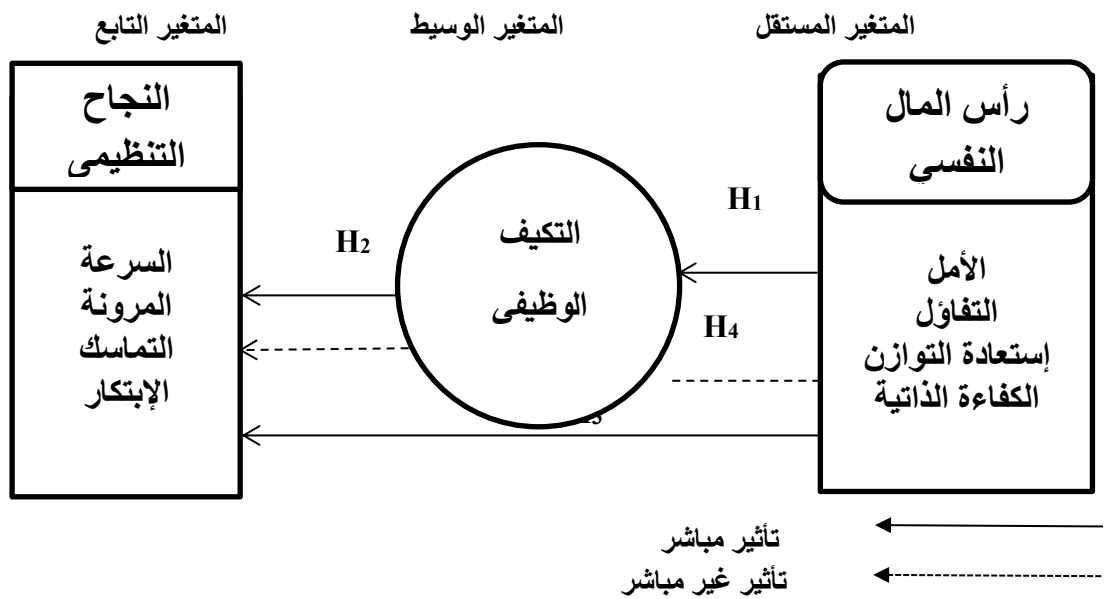 المتغير المستقل
المتغير الوسيط
المتغير التابع
رأس المال
النفسي
الأمل
التفاؤل
إستعادة التوازن
الكفاءة الذاتية
H1
H4
التكيف
الوظيفى
H2
النجاح
التنظيمى
السرعة
المرونة
التماسك
الإبتكار
تأثير مباشر
تأثير غير مباشر